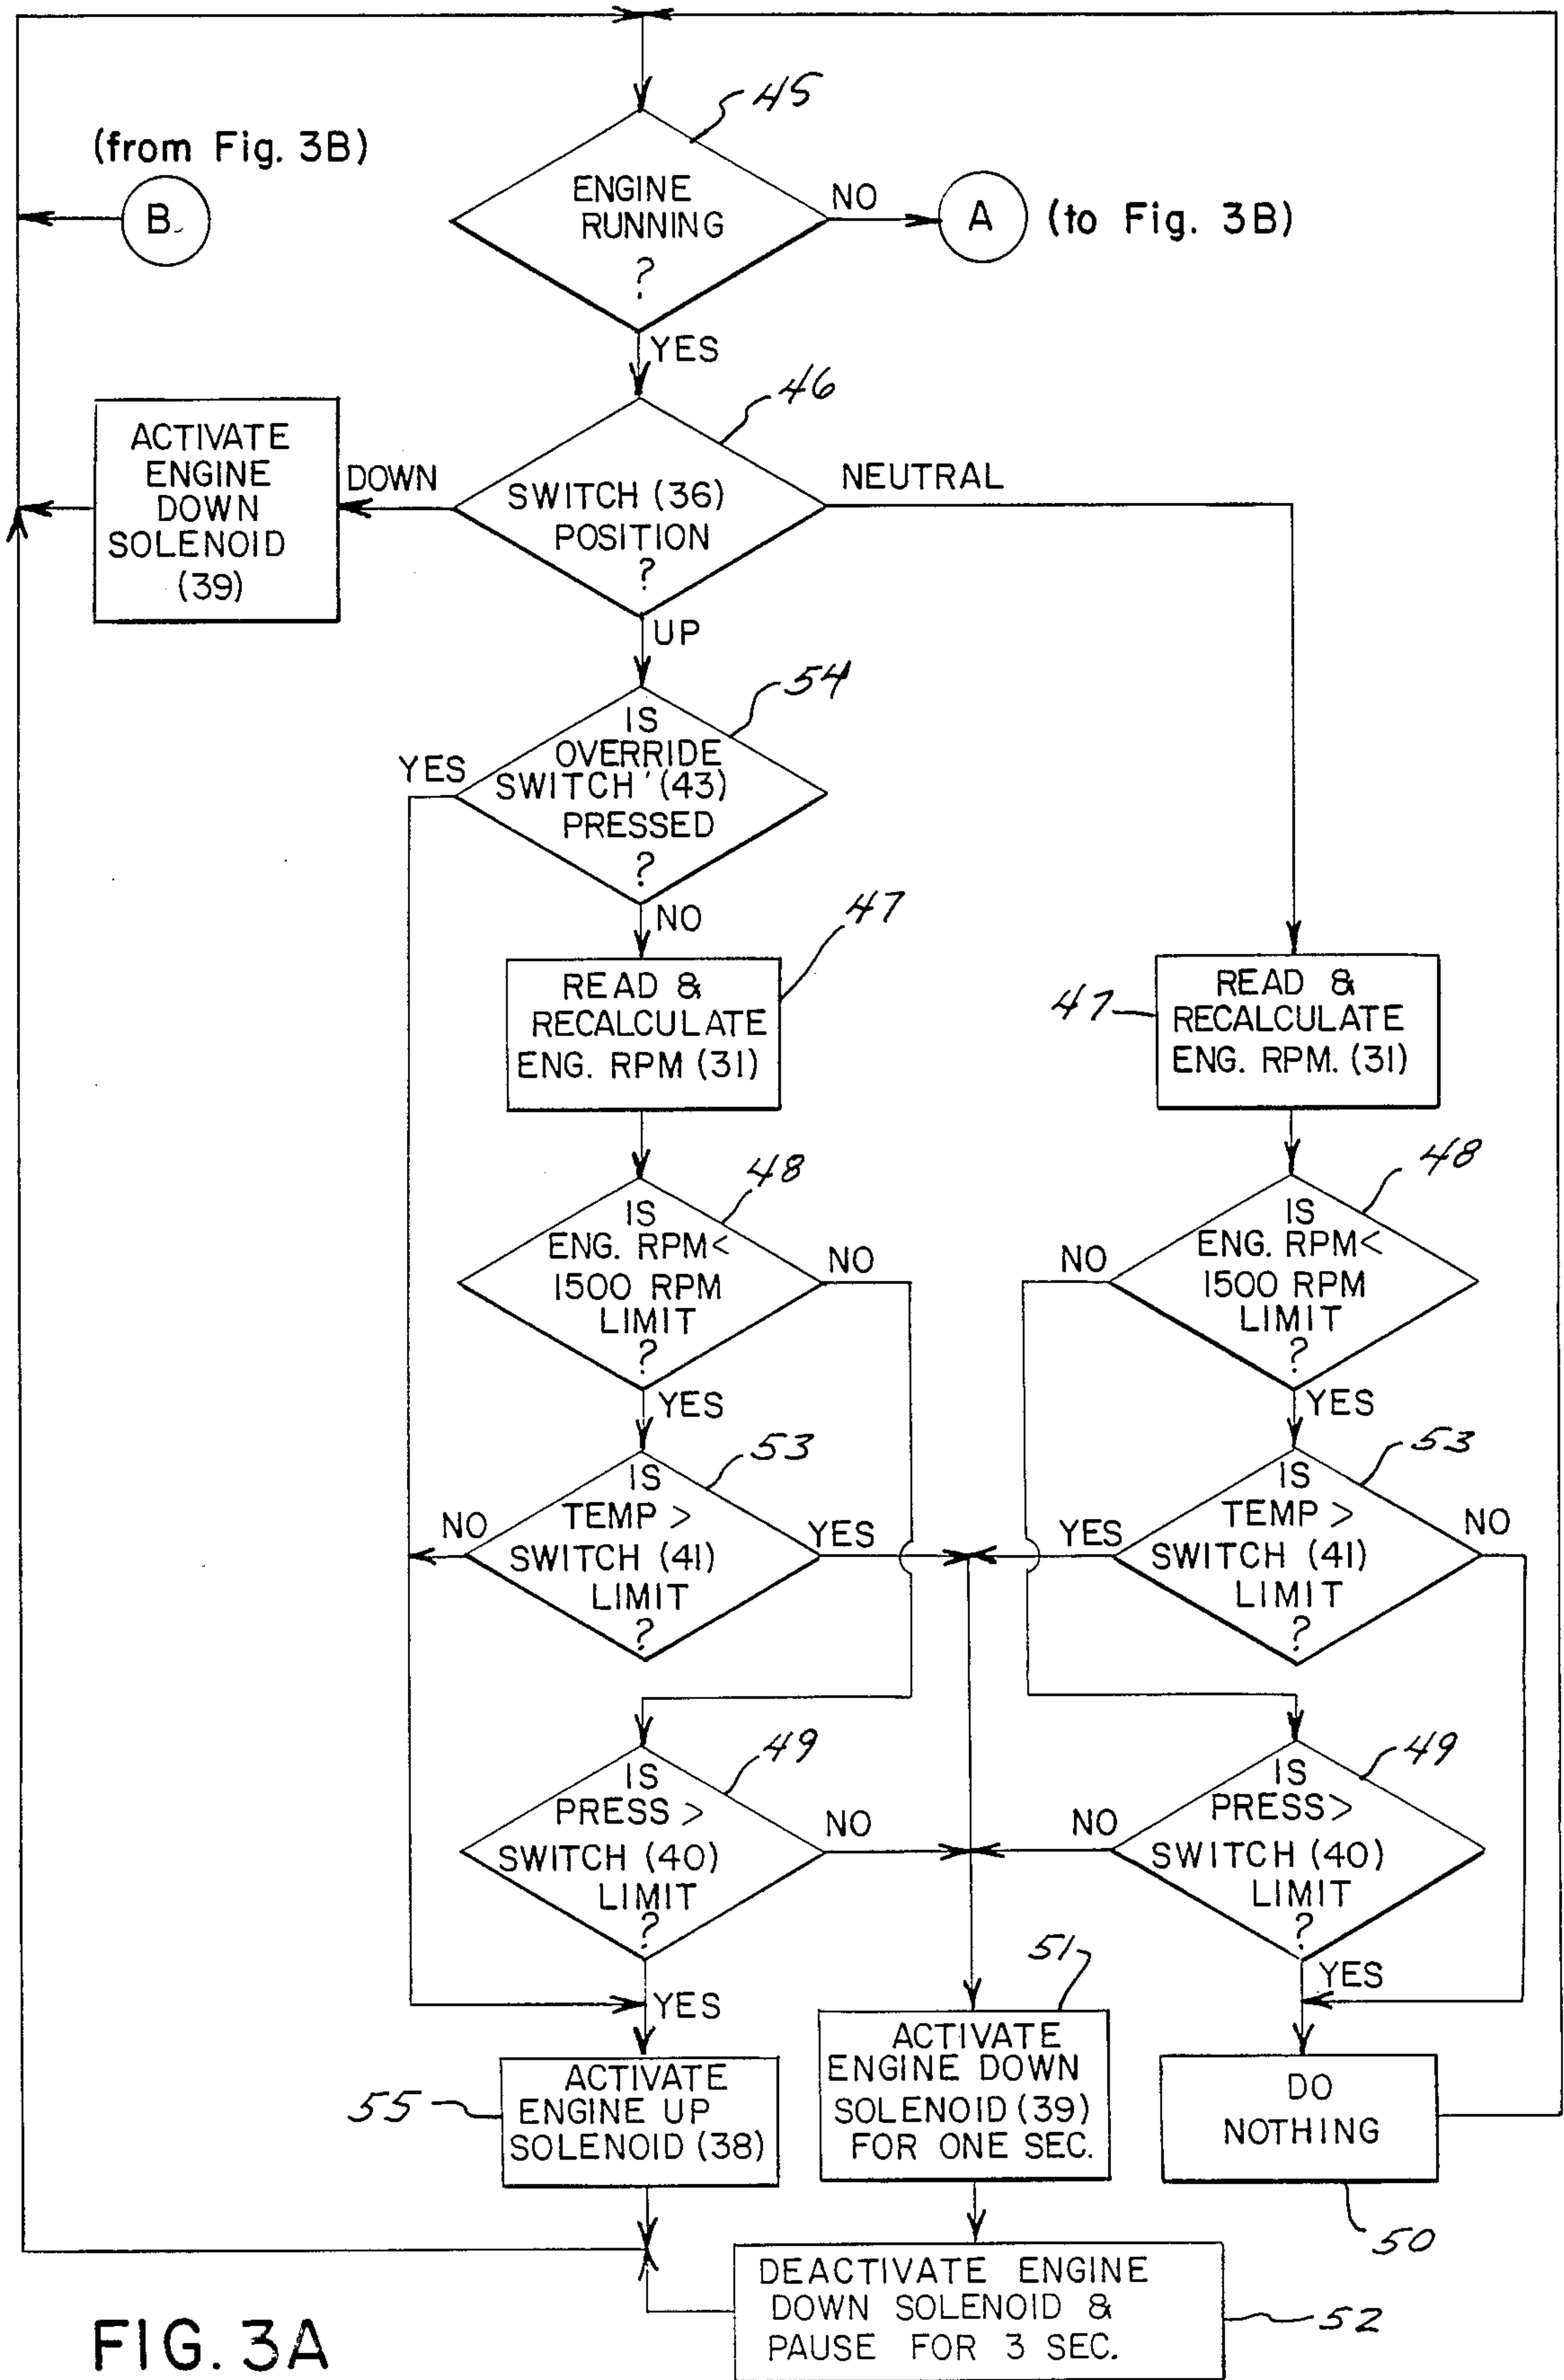 45
(from Fig. 3B)
B
ENGINE
RUNNING
?
NO
A
(to Fig. 3B)
YES
46
ACTIVATE
ENGINE
DOWN
SOLENOID
(39)
DOWN
SWITCH (36)
POSITION
?
NEUTRAL
UP
54
IS
OVERRIDE
SWITCH (43)
PRESSED
?
YES
NO
47
READ &
RECALCULATE
ENG. RPM (31)
47
READ &
RECALCULATE
ENG. RPM. (31)
48
IS
ENG. RPM<
1500 RPM
LIMIT
?
NO
YES
48
IS
ENG. RPM<
1500 RPM
LIMIT
?
NO
YES
53
IS
TEMP >
SWITCH (41)
LIMIT
?
NO
YES
53
IS
TEMP >
SWITCH (41)
LIMIT
?
YES
NO
49
IS
PRESS >
SWITCH (40)
LIMIT
?
NO
YES
49
IS
PRESS>
SWITCH (40)
LIMIT
?
NO
YES
55
ACTIVATE
ENGINE UP
SOLENOID (38)
51
ACTIVATE
ENGINE DOWN
SOLENOID (39)
FOR ONE SEC.
DO
NOTHING
50
DEACTIVATE ENGINE
DOWN SOLENOID &
PAUSE FOR 3 SEC.
52
FIG. 3A